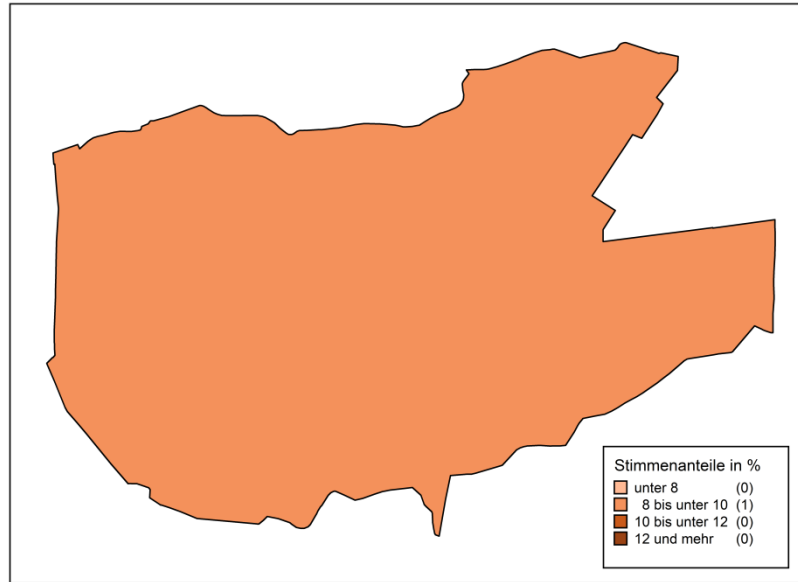 Stimmenanteile in %
unter 8 (0)
8 bis unter 10 (1)
10 bis unter 12 (0)
12 und mehr (0)